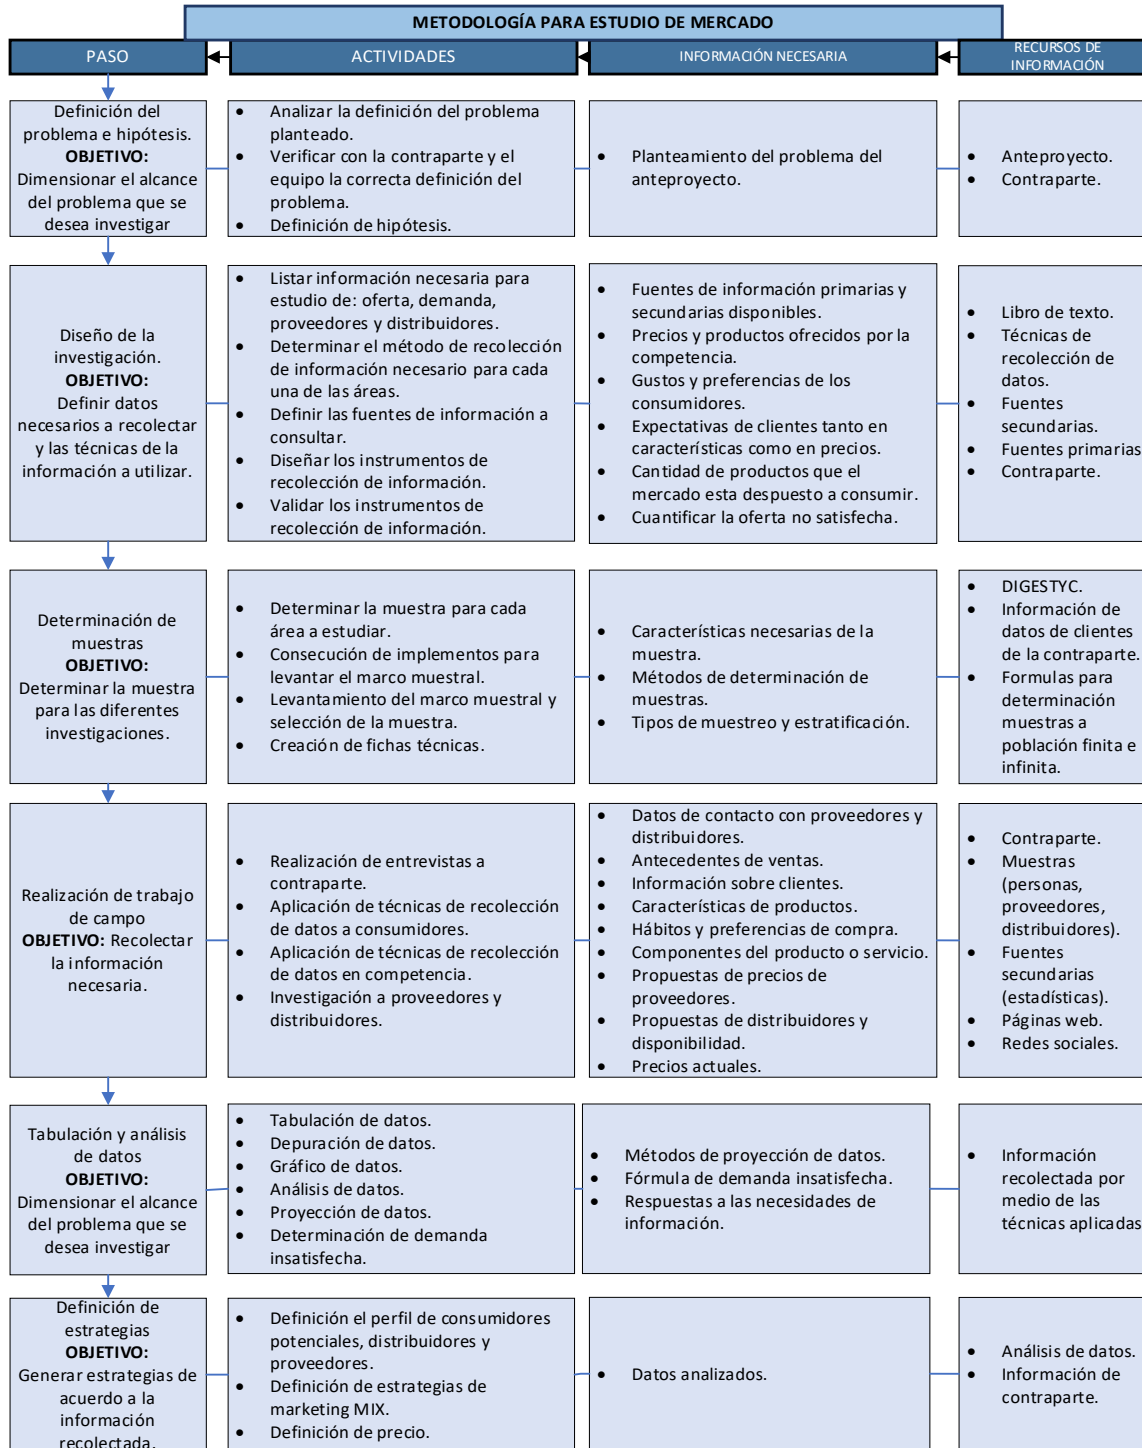 METODOLOGÍA PARA ESTUDIO DE MERCADO
PASO
ACTIVIDADES
INFORMACIÓN NECESARIA
RECURSOS DE
INFORMACIÓN
Definición del
problema e hipótesis.
OBJETIVO:
Dimensionar el alcance
del problema que se
desea investigar
• Analizar la definición del problema
planteado.
• Verificar con la contraparte y el
equipo la correcta definición del
problema.
• Definición de hipótesis.
• Planteamiento del problema del
anteproyecto.
• Anteproyecto.
• Contraparte.
Diseño de la
investigación.
OBJETIVO:
Definir datos
necesarios a recolectar
y las técnicas de la
información a utilizar.
• Listar información necesaria para
estudio de: oferta, demanda,
proveedores y distribuidores.
• Determinar el método de recolección
de información necesario para cada
una de las áreas.
• Definir las fuentes de información a
consultar.
• Diseñar los instrumentos de
recolección de información.
• Validar los instrumentos de
recolección de información.
• Fuentes de información primarias y
secundarias disponibles.
• Precios y productos ofrecidos por la
competencia.
• Gustos y preferencias de los
consumidores.
• Expectativas de clientes tanto en
características como en precios.
• Cantidad de productos que el
mercado esta despuesto a consumir.
• Cuantificar la oferta no satisfecha.
• Libro de texto.
• Técnicas de
recolección de
datos.
• Fuentes
secundarias.
• Fuentes primarias
• Contraparte.
Determinación de
muestras
OBJETIVO:
Determinar la muestra
para las diferentes
investigaciones.
• Determinar la muestra para cada
área a estudiar.
• Consecución de implementos para
levantar el marco muestral.
• Levantamiento del marco muestral y
selección de la muestra.
• Creación de fichas técnicas.
• Características necesarias de la
muestra.
• Métodos de determinación de
muestras.
• Tipos de muestreo y estratificación.
• DIGESTYC.
• Información de
datos de clientes
de la contraparte.
• Formulas para
determinación
muestras a
población finita e
infinita.
Realización de trabajo
de campo
OBJETIVO: Recolectar
la información
necesaria.
• Realización de entrevistas a
contraparte.
• Aplicación de técnicas de recolección
de datos a consumidores.
• Aplicación de técnicas de recolección
de datos en competencia.
• Investigación a proveedores y
distribuidores.
• Datos de contacto con proveedores y
distribuidores.
• Antecedentes de ventas.
• Información sobre clientes.
• Características de productos.
• Hábitos y preferencias de compra.
• Componentes del producto o servicio.
• Propuestas de precios de
proveedores.
• Propuestas de distribuidores y
disponibilidad.
• Precios actuales.
• Contraparte.
• Muestras
(personas,
proveedores,
distribuidores).
• Fuentes
secundarias
(estadísticas).
• Páginas web.
• Redes sociales.
Tabulación y análisis
de datos
OBJETIVO:
Dimensionar el alcance
del problema que se
desea investigar
• Tabulación de datos.
• Depuración de datos.
• Gráfico de datos.
• Análisis de datos.
• Proyección de datos.
• Determinación de demanda
insatisfecha.
• Métodos de proyección de datos.
• Fórmula de demanda insatisfecha.
• Respuestas a las necesidades de
información.
• Información
recolectada por
medio de las
técnicas aplicadas
Definición de
estrategias
OBJETIVO:
Generar estrategias de
acuerdo a la
información
recolectada.
• Definición el perfil de consumidores
potenciales, distribuidores y
proveedores.
• Definición de estrategias de
marketing MIX.
• Definición de precio.
• Datos analizados.
• Análisis de datos.
• Información de
contraparte.